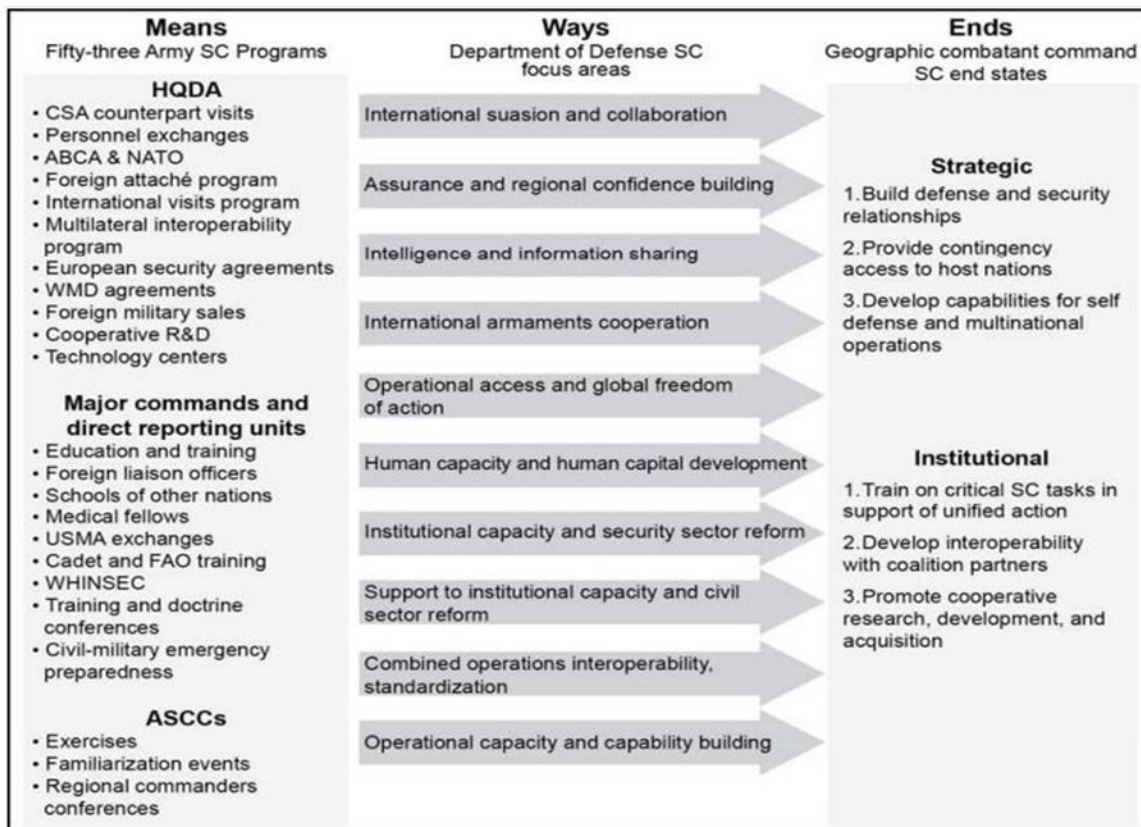 Means
Fifty-three Army SC Programs
HQDA
• CSA counterpart visits
• Personnel exchanges
• ABCA & NATO
• Foreign attaché program
• International visits program
• Multilateral interoperability
program
• European security agreements
• WMD agreements
• Foreign military sales
• Cooperative R&D
• Technology centers
Major commands and
direct reporting units
• Education and training
• Foreign liaison officers
• Schools of other nations
• Medical fellows
• USMA exchanges
• Cadet and FAO training
• WHINSEC
• Training and doctrine
conferences
• Civil-military emergency
preparedness
ASCCs
• Exercises
• Familiarization events
• Regional commanders
conferences
Ways
Department of Defense SC
focus areas
International suasion and collaboration
Assurance and regional confidence building
Intelligence and information sharing
International armaments cooperation
Operational access and global freedom
of action
Human capacity and human capital development
Institutional capacity and security sector reform
Support to institutional capacity and civil
sector reform
Combined operations interoperability,
standardization
Operational capacity and capability building
Ends
Geographic combatant command
SC end states
Strategic
1.Build defense and security
relationships
2.Provide contingency
access to host nations
3.Develop capabilities for self
defense and multinational
operations
Institutional
1.Train on critical SC tasks in
support of unified action
2.Develop interoperability
with coalition partners
3.Promote cooperative
research, development, and
acquisition